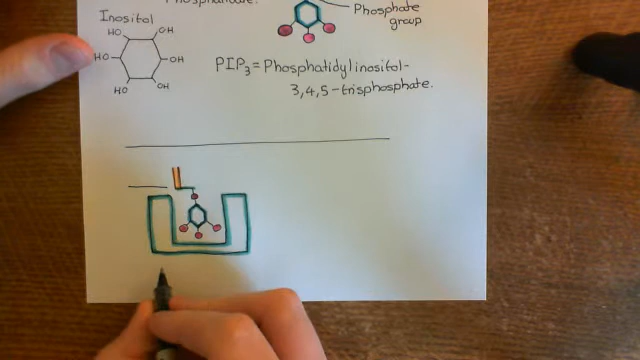 Phosphate
group
Inositol
HO
OH
HO
OH
HO
OH
PIP3 = Phosphatidylinositol-
3,4,5-trisphosphate.